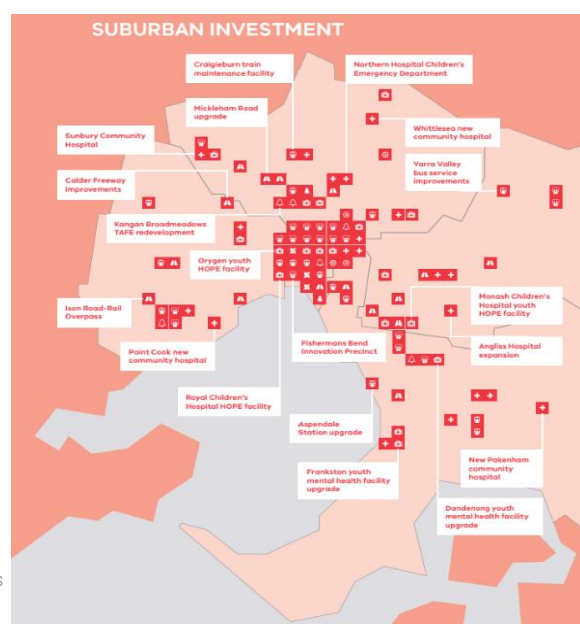 SUBURBAN INVESTMENT
Craigieburn train
maintenance facility
Northern Hospital Children's
Emergency Department
Mickleham Road
upgrade
Sunbury Community
Hospital
Whittlesea new
community hospital
Calder Freeway
improvements
Yarra Valley
bus service
improvements
Kangan Broadmeadows
TAFE redevelopment
Orygen youth
HOPE facility
Ison Road-Rail
Overpass
Monash Children's
Hospital youth
HOPE facility
Point Cook new
community hospital
Fishermans Bend
Innovation Precinct
Angliss Hospital
expansion
Royal Children's
Hospital HOPE facility
Aspendale
Station upgrade
Frankston youth
mental health facility
upgrade
New Pakenham
community
hospital
Dandenong youth
mental health facility
upgrade
s